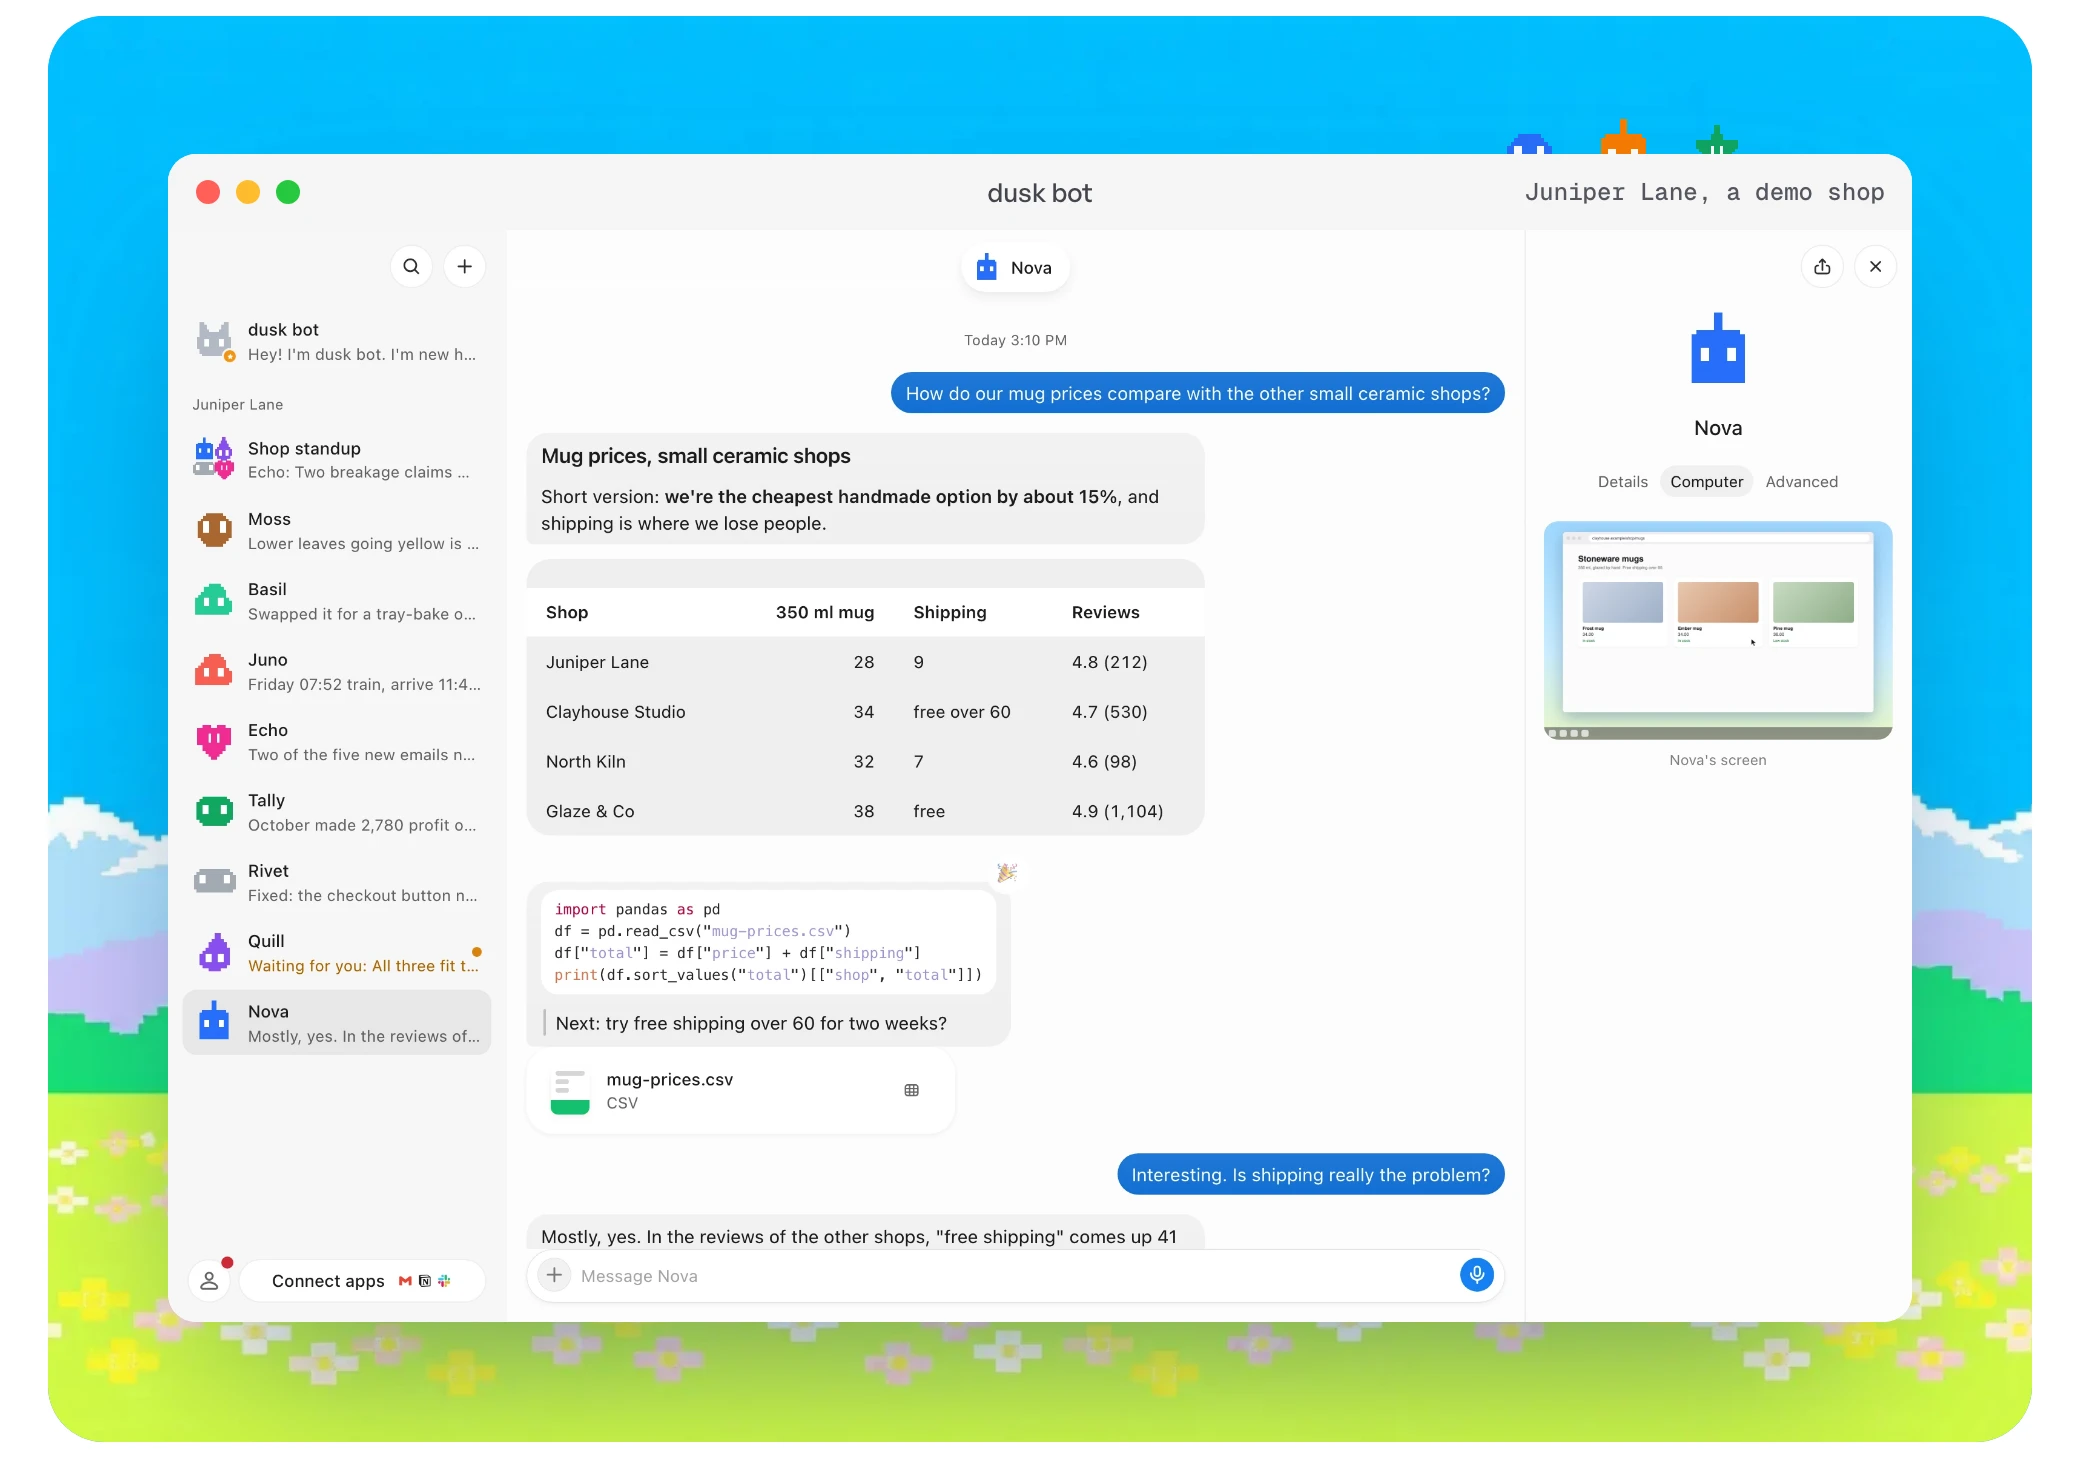 dusk bot
Juniper Lane, a demo shop
dusk bot
Hey! I'm dusk bot. I'm new h...
Juniper Lane
Shop standup
Echo: Two breakage claims ...
Moss
Lower leaves going yellow is ...
Basil
Swapped it for a tray-bake o...
Juno
Friday 07:52 train, arrive 11:4...
Echo
Two of the five new emails n...
Tally
October made 2,780 profit o...
Rivet
Fixed: the checkout button n...
Quill
Waiting for you: All three fit t...
Nova
Mostly, yes. In the reviews of...
Connect apps
Nova
Today 3:10 PM
How do our mug prices compare with the other small ceramic shops?
Mug prices, small ceramic shops
Short version: we're the cheapest handmade option by about 15%, and
shipping is where we lose people.
Shop 350 ml mug Shipping Reviews
Juniper Lane 28 9 4.8 (212)
Clayhouse Studio 34 free over 60 4.7 (530)
North Kiln 32 7 4.6 (98)
Glaze & Co 38 free 4.9 (1,104)
import pandas as pd
df = pd.read_csv("mug-prices.csv")
df["total"] = df["price"] + df["shipping"]
print(df.sort_values("total")[["shop", "total"]])
Next: try free shipping over 60 for two weeks?
mug-prices.csv
CSV
Interesting. Is shipping really the problem?
Mostly, yes. In the reviews of the other shops, "free shipping" comes up 41
Message Nova
Nova
Details Computer Advanced
Stoneware mugs
Frost mug Ember mug Pine mug
Nova's screen